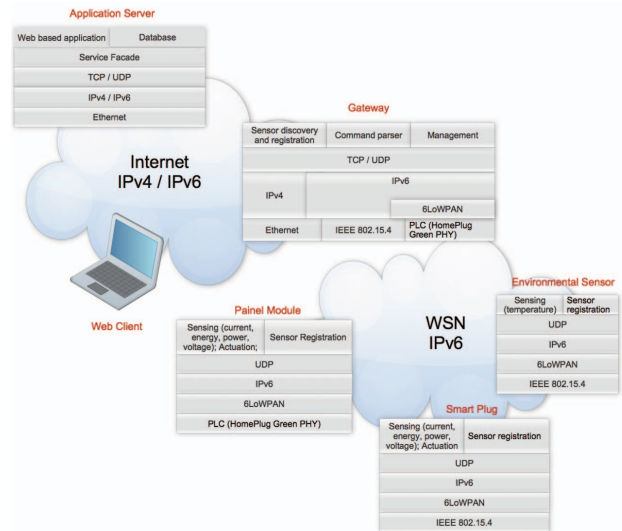 Application Server
Web based application
Database
Service Facade
TCP / UDP
IPv4 / IPv6
Ethernet
Internet
IPv4 / IPv6
Web Client
Gateway
Sensor discovery
and registration
Command parser
Management
TCP / UDP
IPv4
IPv6
6LoWPAN
Ethernet
IEEE 802.15.4
PLC (HomePlug
Green PHY)
WSN
IPv6
Environmental Sensor
Sensing
(temperature)
Sensor
registration
UDP
IPv6
6LoWPAN
IEEE 802.15.4
Painel Module
Sensing (current,
energy, power,
voltage); Actuation;
Sensor Registration
UDP
IPv6
6LoWPAN
PLC (HomePlug Green PHY)
Smart Plug
Sensing (current,
energy, power,
voltage); Actuation
Sensor registration
UDP
IPv6
6LoWPAN
IEEE 802.15.4